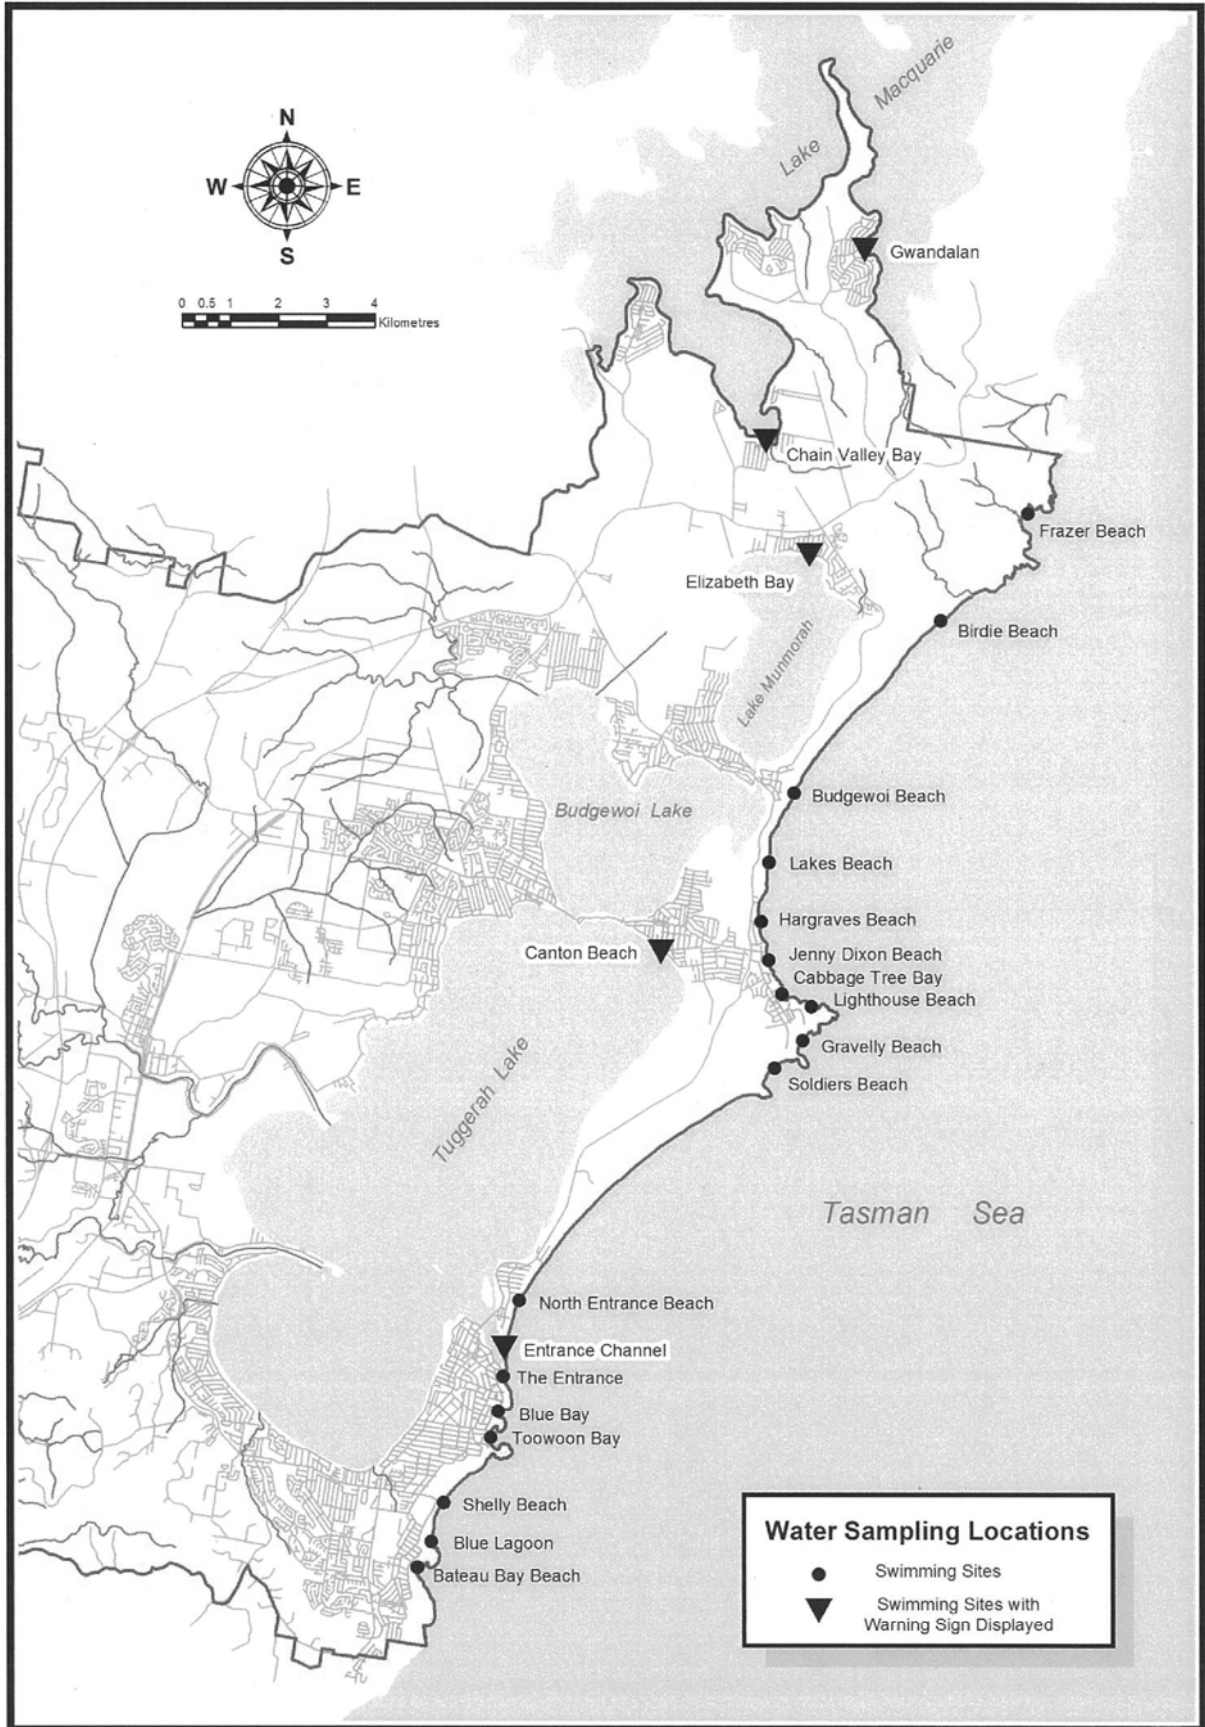 Lake Macquarie
N
W E
S
Gwandalan
0 0.5 1 2 3 4
Kilometres
Chain Valley Bay
Frazer Beach
Elizabeth Bay
Birdie Beach
Lake Munmorah
Budgewoi Beach
Budgewoi Lake
Lakes Beach
Hargraves Beach
Canton Beach
Jenny Dixon Beach
Cabbage Tree Bay
Lighthouse Beach
Gravelly Beach
Soldiers Beach
Tuggerah Lake
Tasman Sea
North Entrance Beach
Entrance Channel
The Entrance
Blue Bay
Toowoon Bay
Shelly Beach
Blue Lagoon
Bateau Bay Beach
Water Sampling Locations
Swimming Sites
Swimming Sites with
Warning Sign Displayed